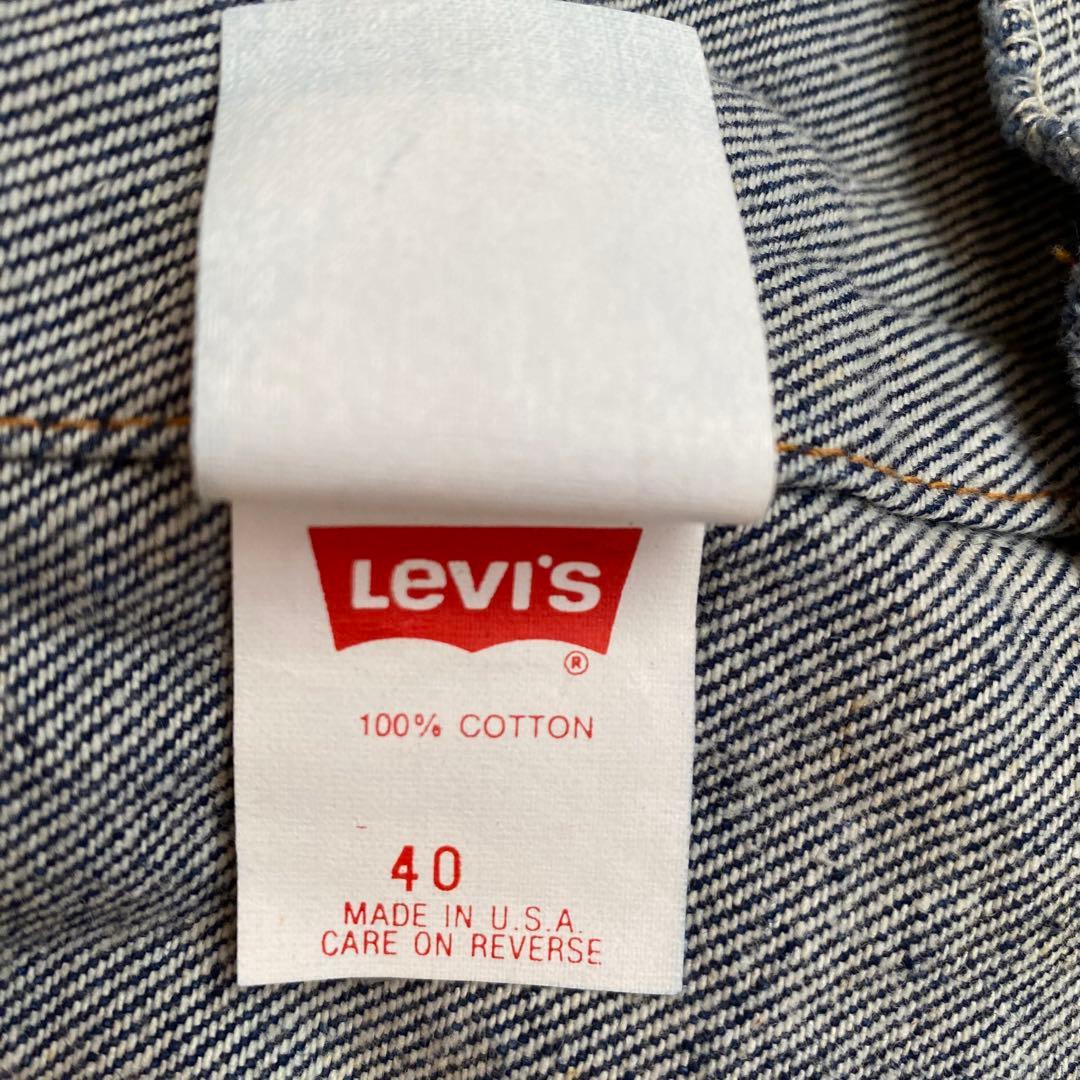 Levi's
®
100% COTTON
40
MADE IN U.S.A.
CARE ON REVERSE